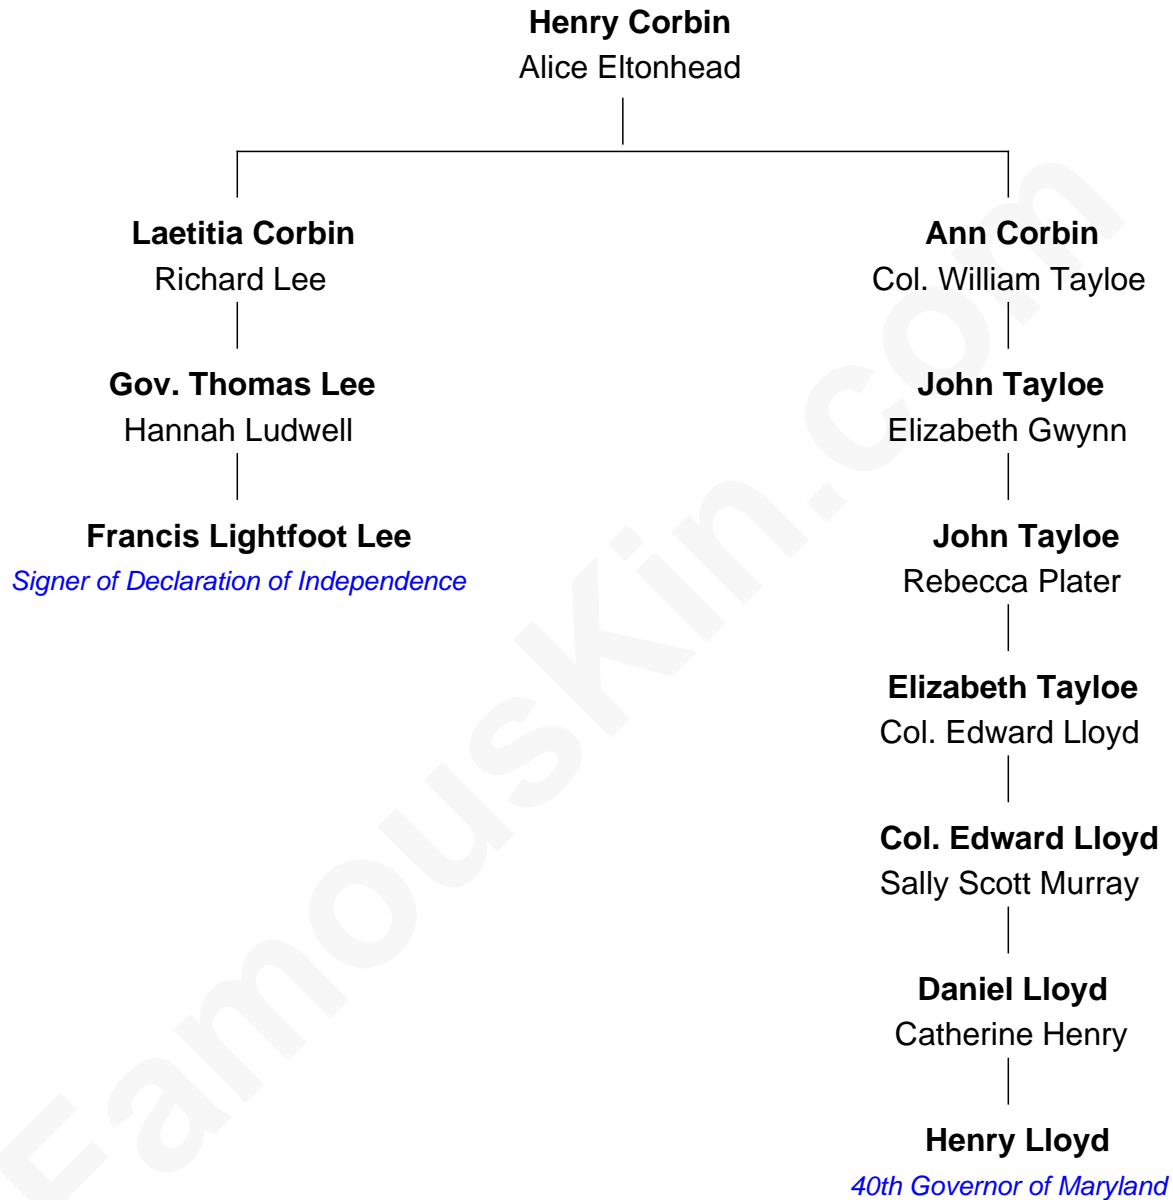 Henry Corbin
Alice Eltonhead
Laetitia Corbin
Richard Lee
Ann Corbin
Col. William Tayloe
Gov. Thomas Lee
Hannah Ludwell
John Tayloe
Elizabeth Gwynn
Francis Lightfoot Lee
Signer of Declaration of Independence
John Tayloe
Rebecca Plater
Elizabeth Tayloe
Col. Edward Lloyd
Col. Edward Lloyd
Sally Scott Murray
Daniel Lloyd
Catherine Henry
Henry Lloyd
40th Governor of Maryland
FamousKin.com